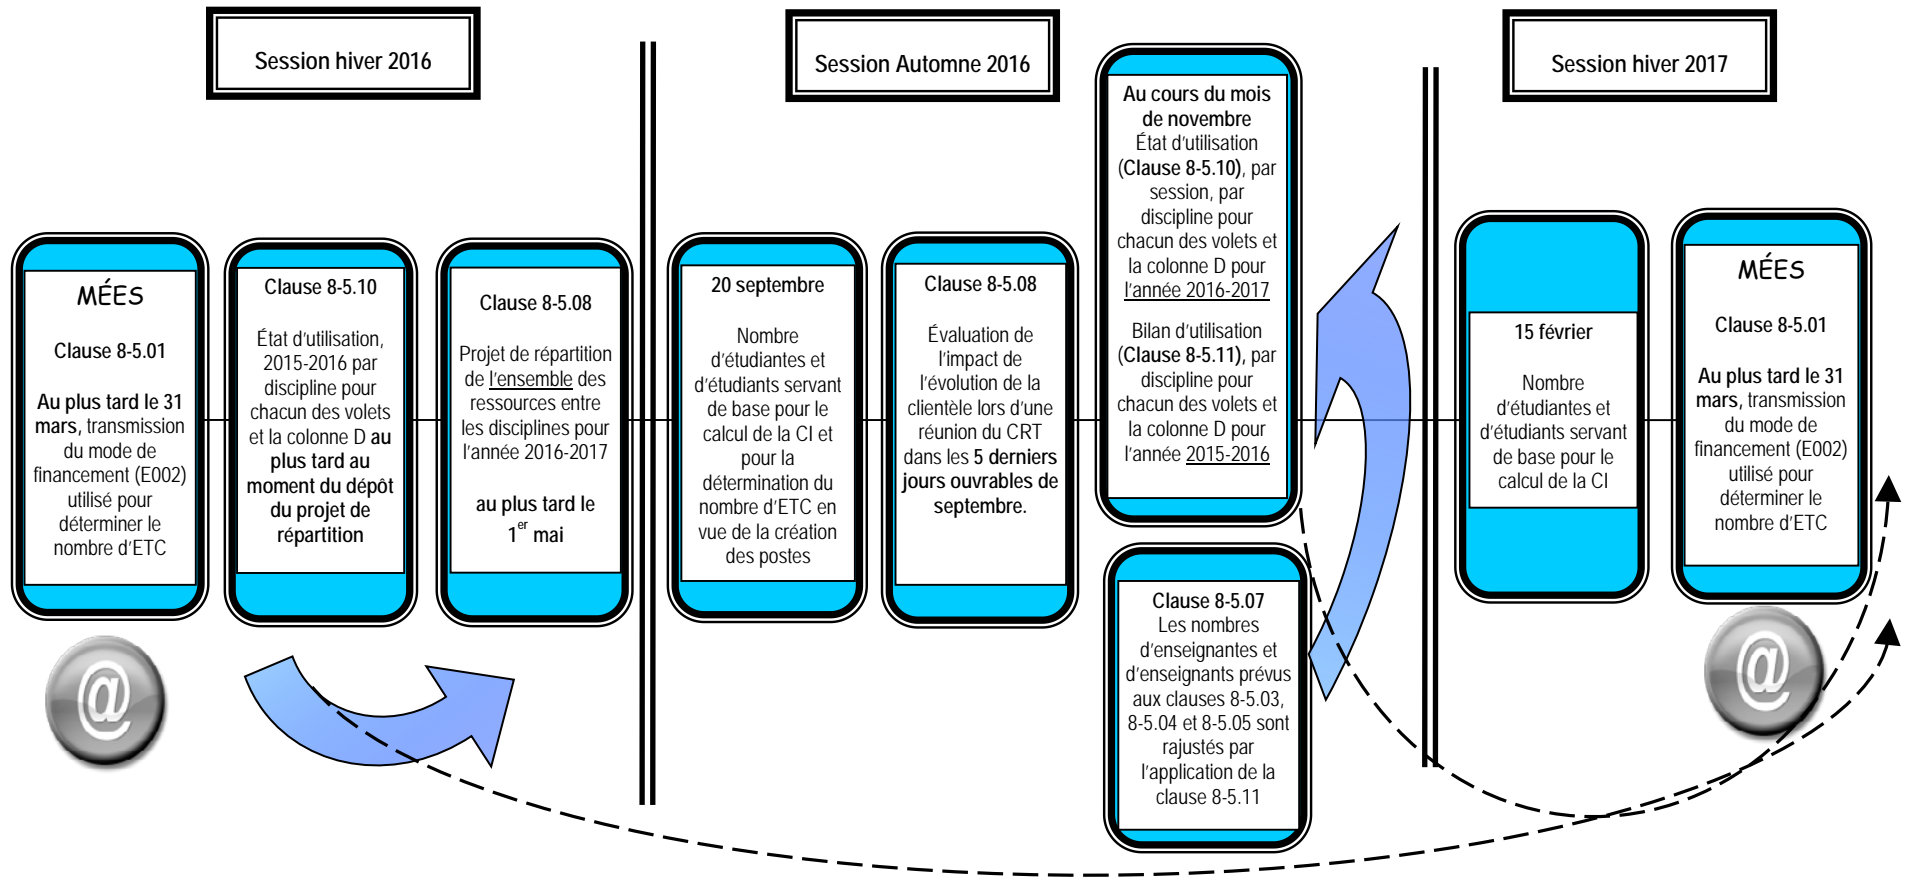 Session hiver 2016
MÉES
Clause 8-5.01
Au plus tard le 31
mars, transmission
du mode de
financement (E002)
utilisé pour
déterminer le
nombre d'ETC
@
Clause 8-5.10
État d'utilisation,
2015-2016 par
discipline pour
chacun des volets
et la colonne D au
plus tard au
moment du dépôt
du projet de
répartition
Clause 8-5.08
Projet de répartition
de l'ensemble des
ressources entre
les disciplines pour
l'année 2016-2017
au plus tard le
1er mai
Session Automne 2016
20 septembre
Nombre
d'étudiantes et
d'étudiants servant
de base pour le
calcul de la CI et
pour la
détermination du
nombre d'ETC en
vue de la création
des postes
Clause 8-5.08
Évaluation de
l'impact de
l'évolution de la
clientèle lors d'une
réunion du CRT
dans les 5 derniers
jours ouvrables de
septembre.
Au cours du mois
de novembre
État d'utilisation
(Clause 8-5.10), par
session, par
discipline pour
chacun des volets et
la colonne D pour
l'année 2016-2017
Bilan d'utilisation
(Clause 8-5.11), par
discipline pour
chacun des volets et
la colonne D pour
l'année 2015-2016
Clause 8-5.07
Les nombres
d'enseignantes et
d'enseignants prévus
aux clauses 8-5.03,
8-5.04 et 8-5.05 sont
rajustés par
l'application de la
clause 8-5.11
Session hiver 2017
15 février
Nombre
d'étudiantes et
d'étudiants servant
de base pour le
calcul de la CI
MÉES
Clause 8-5.01
Au plus tard le 31
mars, transmission
du mode de
financement (E002)
utilisé pour
déterminer le
nombre d'ETC
@